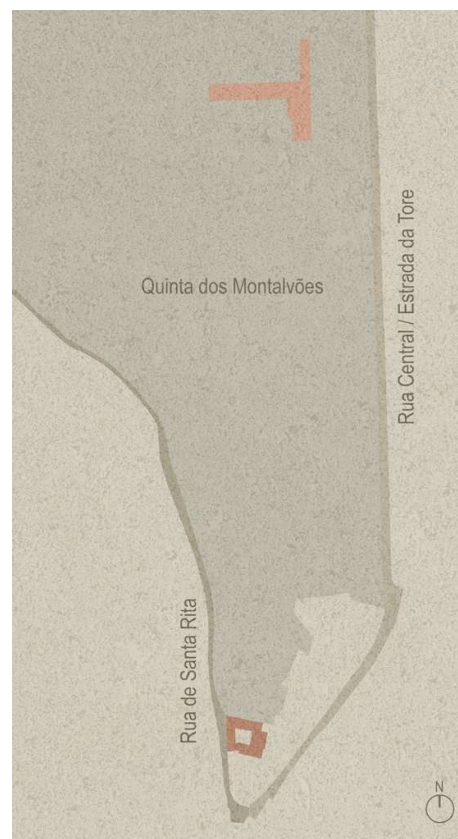 Quinta dos Montalvões
Rua Central / Estrada da Tore
Rua de Santa Rita
N